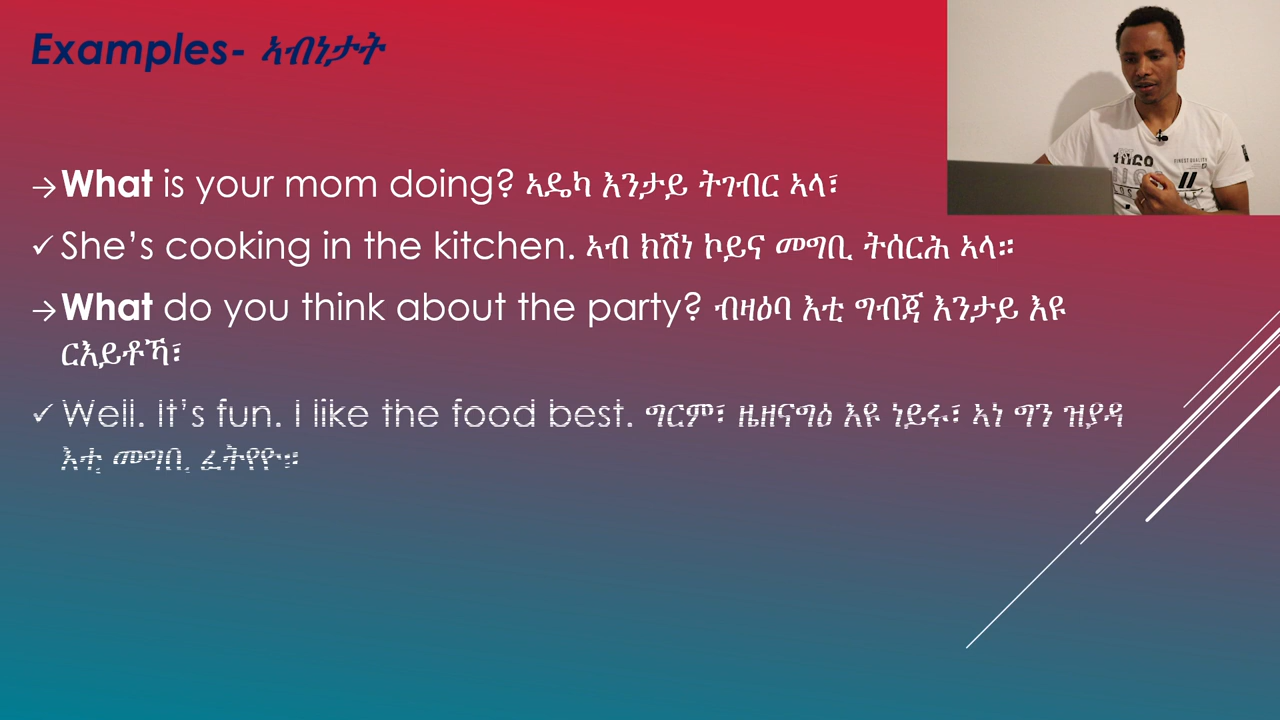 Examples- ኣብነታት
→What is your mom doing? ኣዴካ እንታይ ትገብር ኣላ፣
✓ She’s cooking in the kitchen. ኣብ ክሽነ ኮይና መግቢ ትሰርሕ ኣላ።
→What do you think about the party? ብዛዕባ እቲ ግብጃ እንታይ እዩ
ርእይቶኻ፣
✓ Well. It’s fun. I like the food best. ግርም፣ ዜዘናግዕ እዩ ነይሩ፣ ኣነ ግን ዝያዳ
እቲ መግቢ ፈትየዮ።
FINEST QUALITY